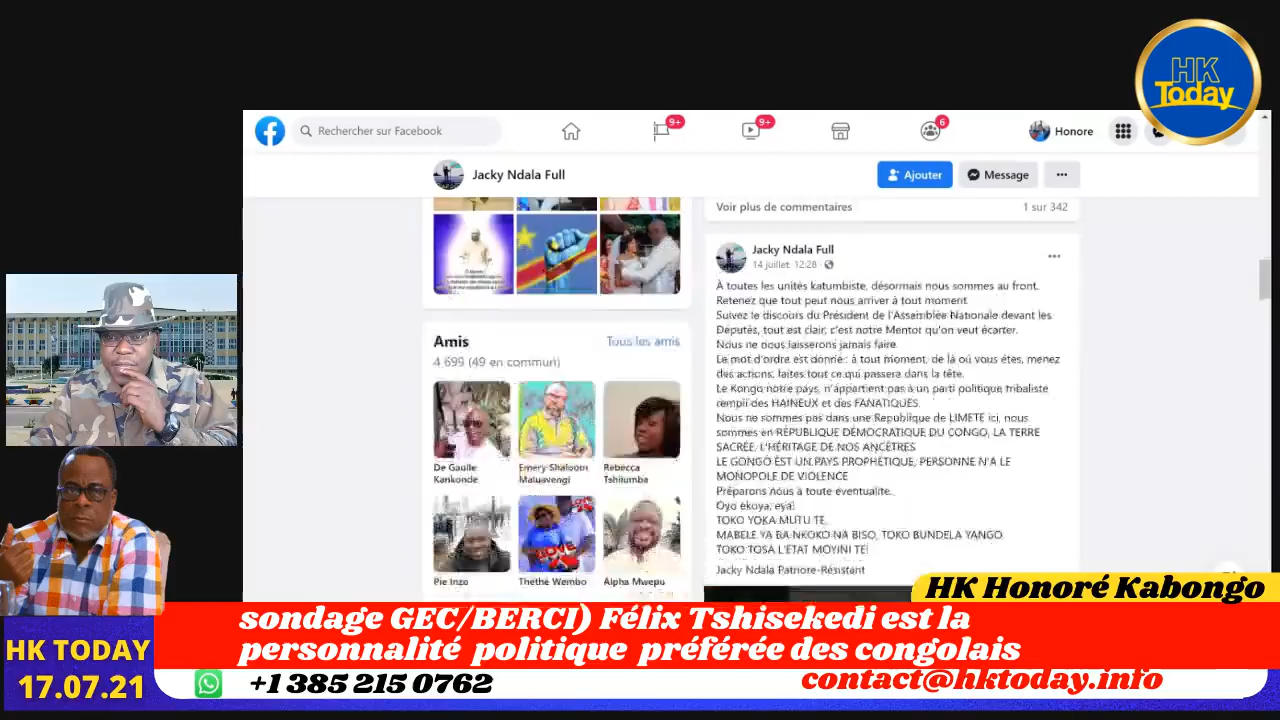 HK
Today
Rechercher sur Facebook
9+
9+
6
Honore
Jacky Ndala Full
Ajouter
Message
Voir plus de commentaires
1 sur 342
Jacky Ndala Full
14 juillet, 12:28
À toutes les unités katumbiste, désormais nous sommes au front.
Retenez que tout peut nous arriver à tout moment.
Suivez le discours du Président de l'Assemblée Nationale devant les
Députés, tout est clair, c'est notre Mentor qu'on veut écarter.
Nous ne nous laisserons jamais faire.
Le mot d'ordre est donné : à tout moment, de là où vous êtes, menez
des actions, faites tout ce qui passera dans la tête.
Le Kongo notre pays, n'appartient pas à un parti politique tribaliste
rempli des HAINEUX et des FANATIQUES.
Nous ne sommes pas dans une Republique de LIMETE ici, nous
sommes en RÉPUBLIQUE DÉMOCRATIQUE DU CONGO, LA TERRE
SACRÉE, L'HÉRITAGE DE NOS ANCÊTRES
LE GONGO EST UN PAYS PROPHÉTIQUE, PERSONNE N'A LE
MONOPOLE DE VIOLENCE
Préparons nous à toute éventualite.
Oyo ekoya, eya!
TOKO YOKA MUTU TE,
MABELE YA BA NKOKO NA BISO, TOKO BUNDELA YANGO
TOKO TOSA L'ETAT MOYINI TE!
Jacky Ndala Patriote-Résistant
Amis
Tous les amis
4 699 (49 en commun)
De Gaulle
Kankonde
Emery Shaloom
Maluavengi
Rebecca
Tshilumba
Pie Inzo
Thethe Wembo
Alpha Mwepu
HK Honoré Kabongo
sondage GEC/BERCI) Félix Tshisekedi est la
personnalité politique préférée des congolais
HK TODAY
17.07.21
+1 385 215 0762
contact@hktoday.info